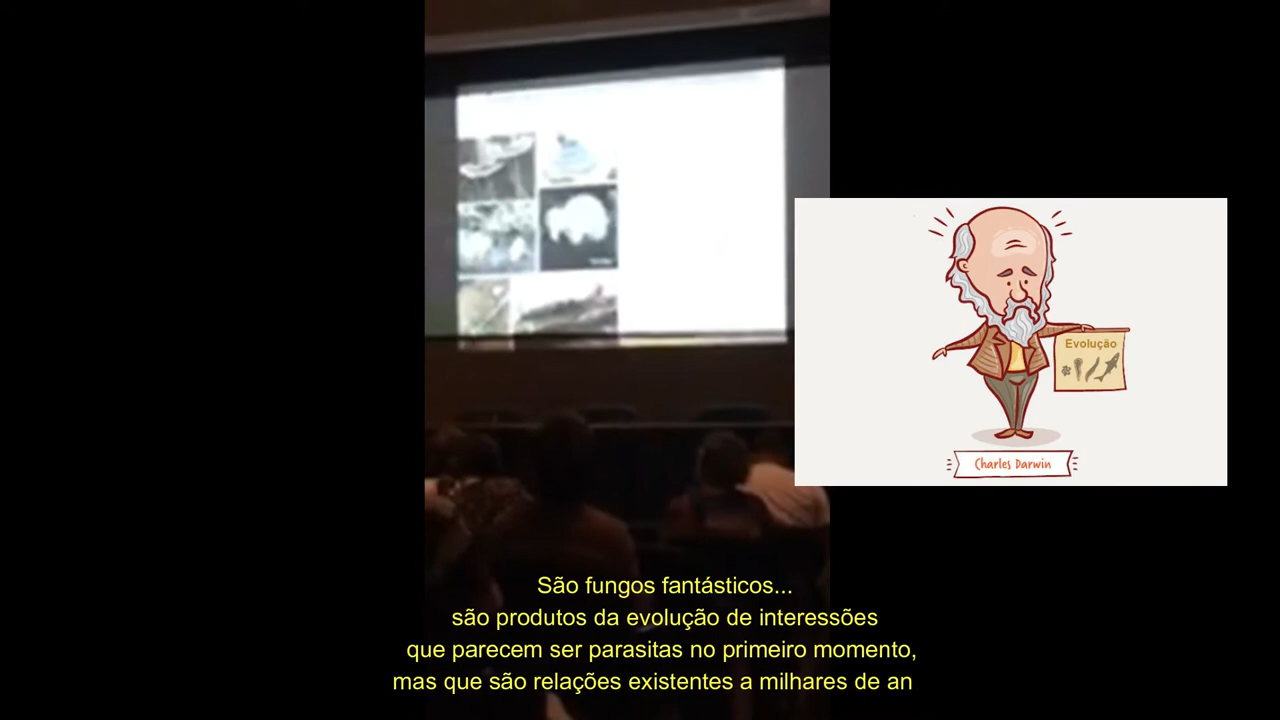 Evolução
Charles Darwin
São fungos fantásticos...
são produtos da evolução de interessões
que parecem ser parasitas no primeiro momento,
mas que são relações existentes a milhares de an